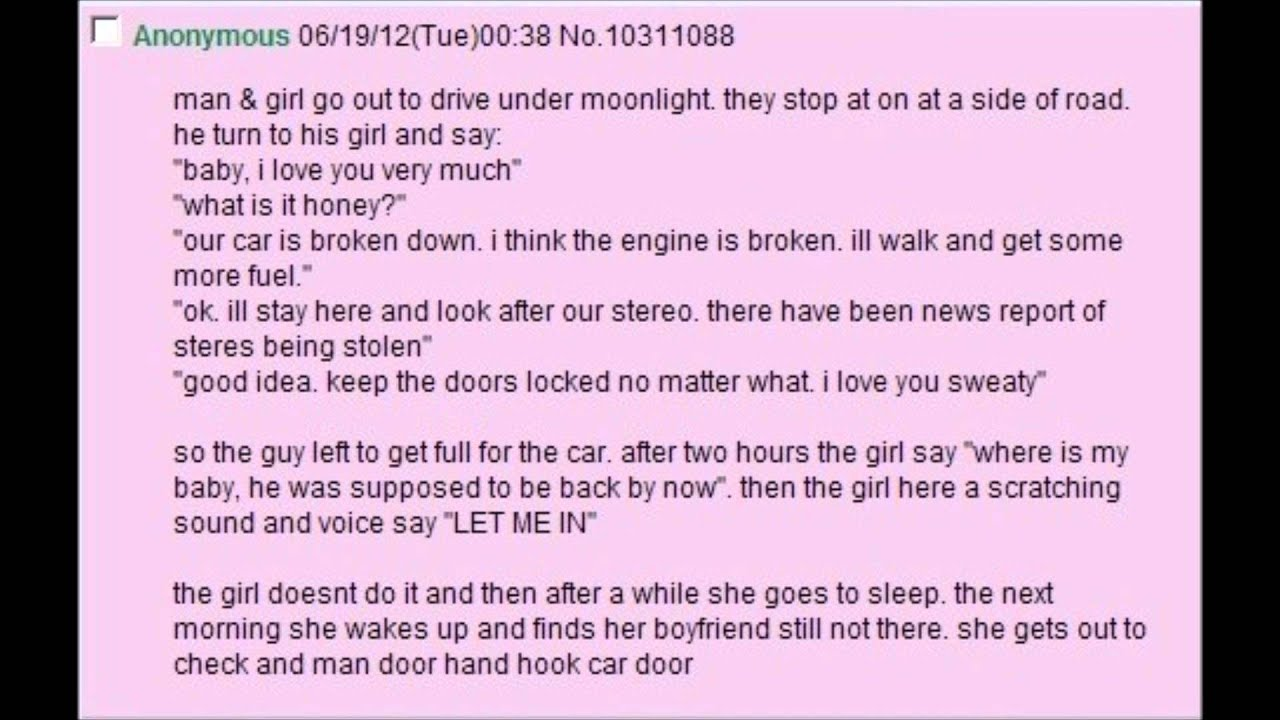 Anonymous 06/19/12(Tue)00:38 No.10311088
man & girl go out to drive under moonlight. they stop at on at a side of road.
he turn to his girl and say:
"baby, i love you very much"
"what is it honey?"
"our car is broken down. i think the engine is broken. ill walk and get some
more fuel."
"ok. ill stay here and look after our stereo. there have been news report of
steres being stolen"
"good idea. keep the doors locked no matter what. i love you sweaty"
so the guy left to get full for the car. after two hours the girl say "where is my
baby, he was supposed to be back by now". then the girl here a scratching
sound and voice say "LET ME IN"
the girl doesnt do it and then after a while she goes to sleep. the next
morning she wakes up and finds her boyfriend still not there. she gets out to
check and man door hand hook car door